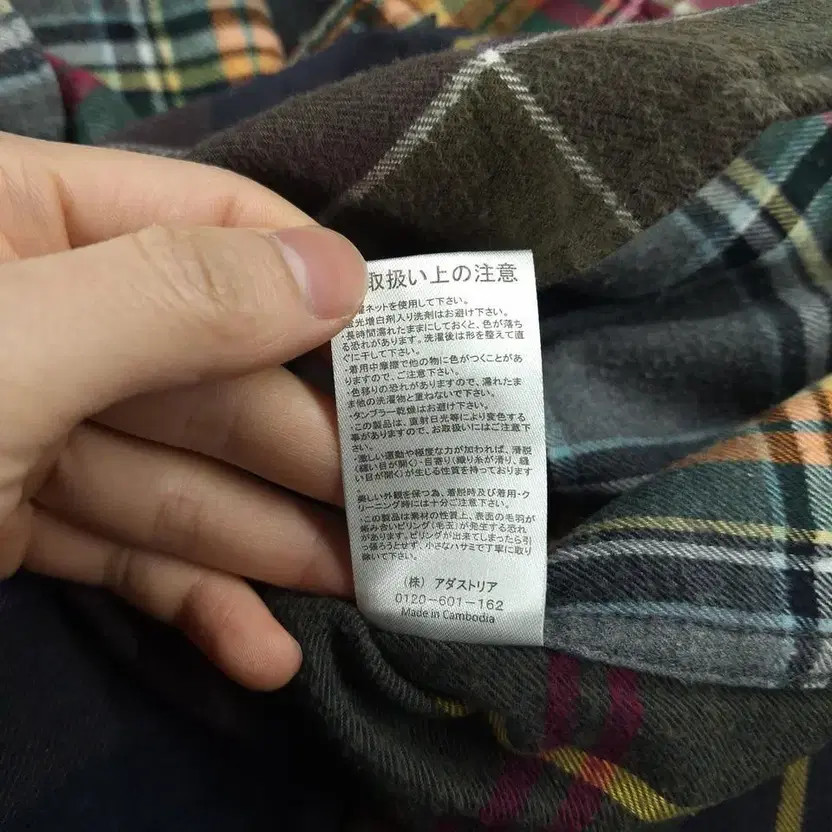 取扱い上の注意
ネットを使用して下さい。
光増白剤入り洗剤はお避け下さい。
・長時間濡れたままにしておくと、色が落ち
る恐れがあります。洗濯後は形を整えて直
ぐに干して下さい。
・着用中摩擦で他の物に色がつくことがあ
りますので、ご注意下さい。
・色移りの恐れがありますので、濡れたま
ま他の洗濯物と重ねないで下さい。
・タンブラー乾燥はお避け下さい。
・この製品は、直射日光等により変色する
事がありますので、お取扱いにはご注意下
さい。
・激しい運動や極度な力が加われば、滑脱
(縫い目が開く)・目寄り(織り糸が滑り、縫
い目が開く)が生じる性質を持っております
美しい外観を保つ為、着脱時及び着用・ク
リーニング時には十分ご注意下さい。
・この製品は素材の性質上、表面の毛羽が
絡み合いピリング(毛玉)が発生する恐れ
があります。ピリングが出来てしまったら引
っ張ろうとせず、小さなハサミで丁寧に取り
除いて下さい。
(株) アダストリア
0120-601-162
Made in Cambodia